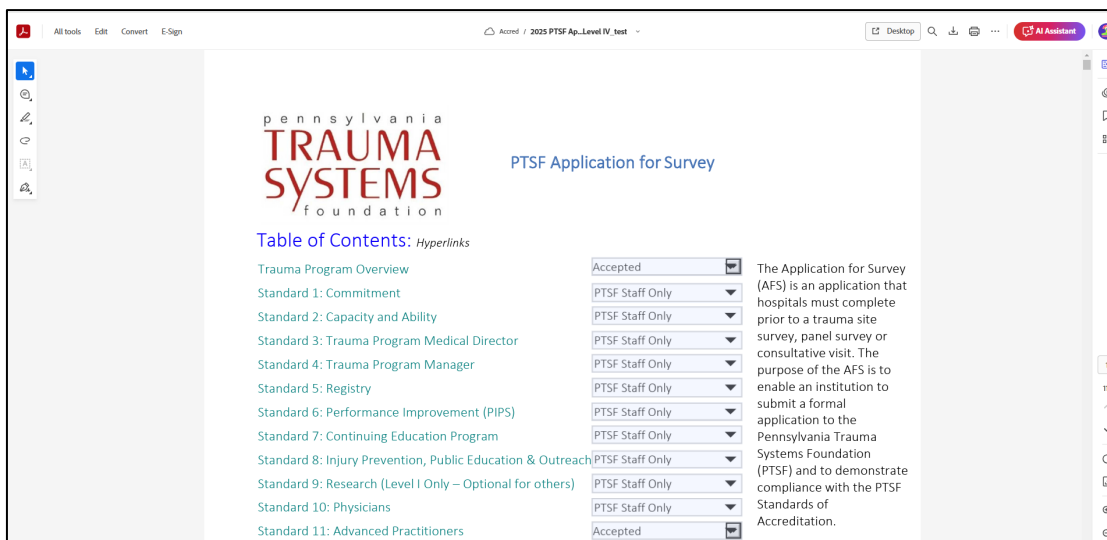 All tools Edit Convert E-Sign
Accred / 2025 PTSF Ap...Level IV_test
Desktop
AI Assistant
pennsylvania
TRAUMA
SYSTEMS
foundation
PTSF Application for Survey
Table of Contents: Hyperlinks
Trauma Program Overview Accepted
Standard 1: Commitment PTSF Staff Only
Standard 2: Capacity and Ability PTSF Staff Only
Standard 3: Trauma Program Medical Director PTSF Staff Only
Standard 4: Trauma Program Manager PTSF Staff Only
Standard 5: Registry PTSF Staff Only
Standard 6: Performance Improvement (PIPS) PTSF Staff Only
Standard 7: Continuing Education Program PTSF Staff Only
Standard 8: Injury Prevention, Public Education & Outreach PTSF Staff Only
Standard 9: Research (Level I Only – Optional for others) PTSF Staff Only
Standard 10: Physicians PTSF Staff Only
Standard 11: Advanced Practitioners Accepted
The Application for Survey
(AFS) is an application that
hospitals must complete
prior to a trauma site
survey, panel survey or
consultative visit. The
purpose of the AFS is to
enable an institution to
submit a formal
application to the
Pennsylvania Trauma
Systems Foundation
(PTSF) and to demonstrate
compliance with the PTSF
Standards of
Accreditation.